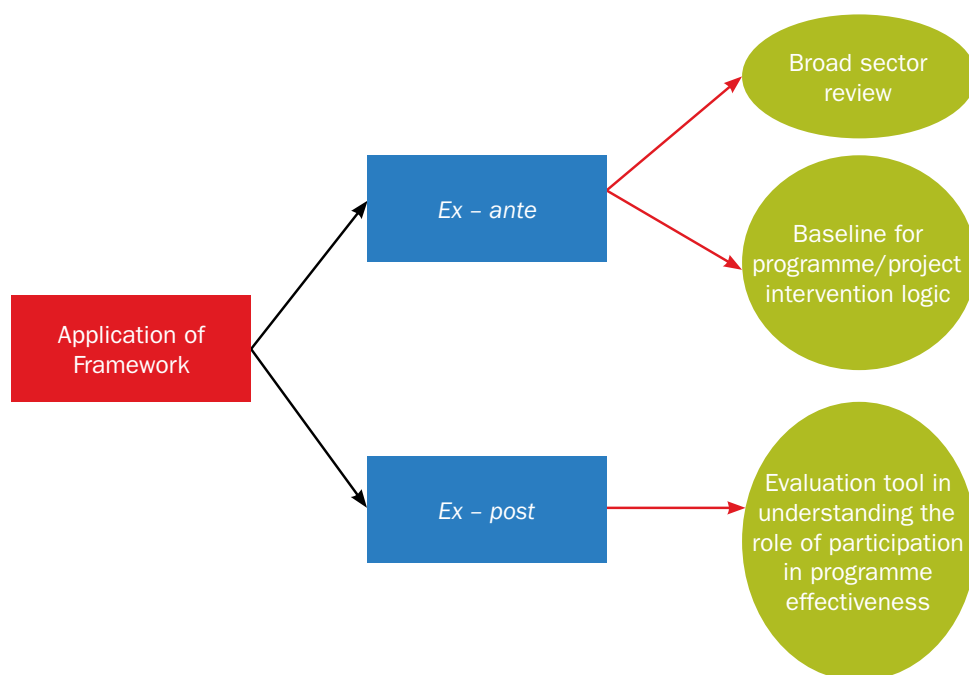 Broad sector
review
Ex – ante
Baseline for
programme/project
intervention logic
Application of
Framework
Ex – post
Evaluation tool in
understanding the
role of participation
in programme
effectiveness